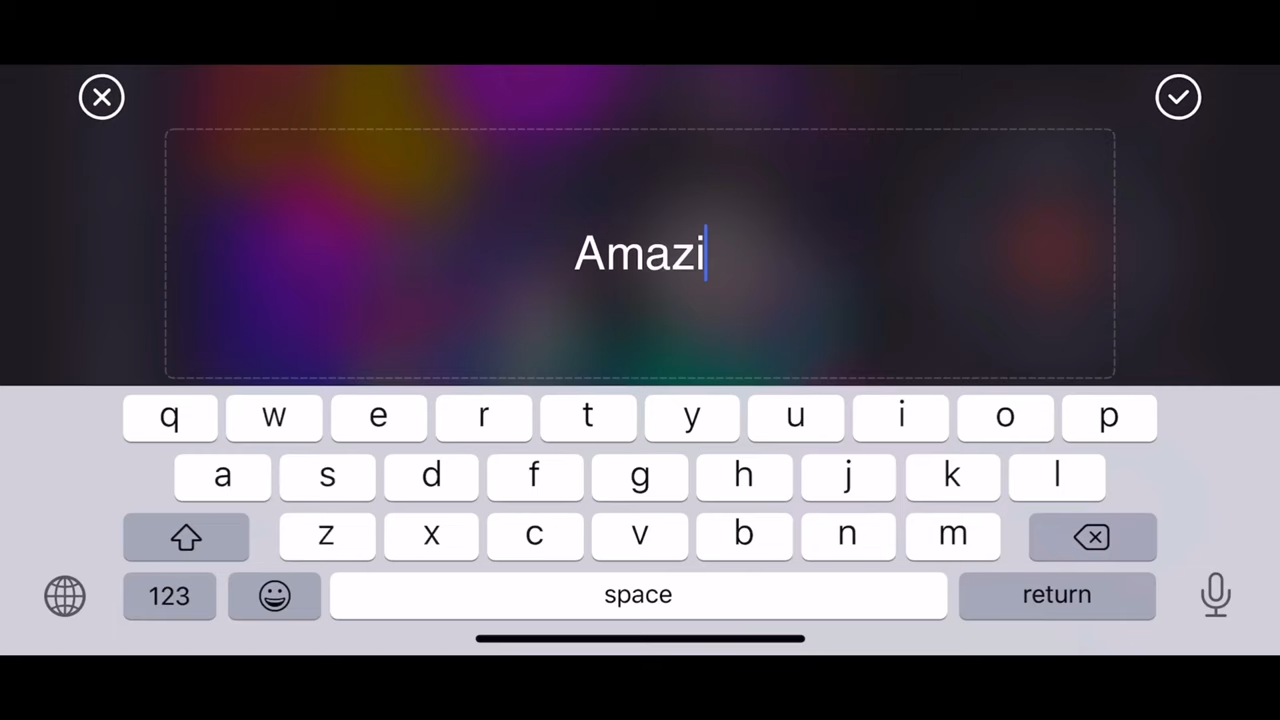 Amazi
q w e r t y u i o p
a s d f g h j k l
z x c v b n m
123 space return